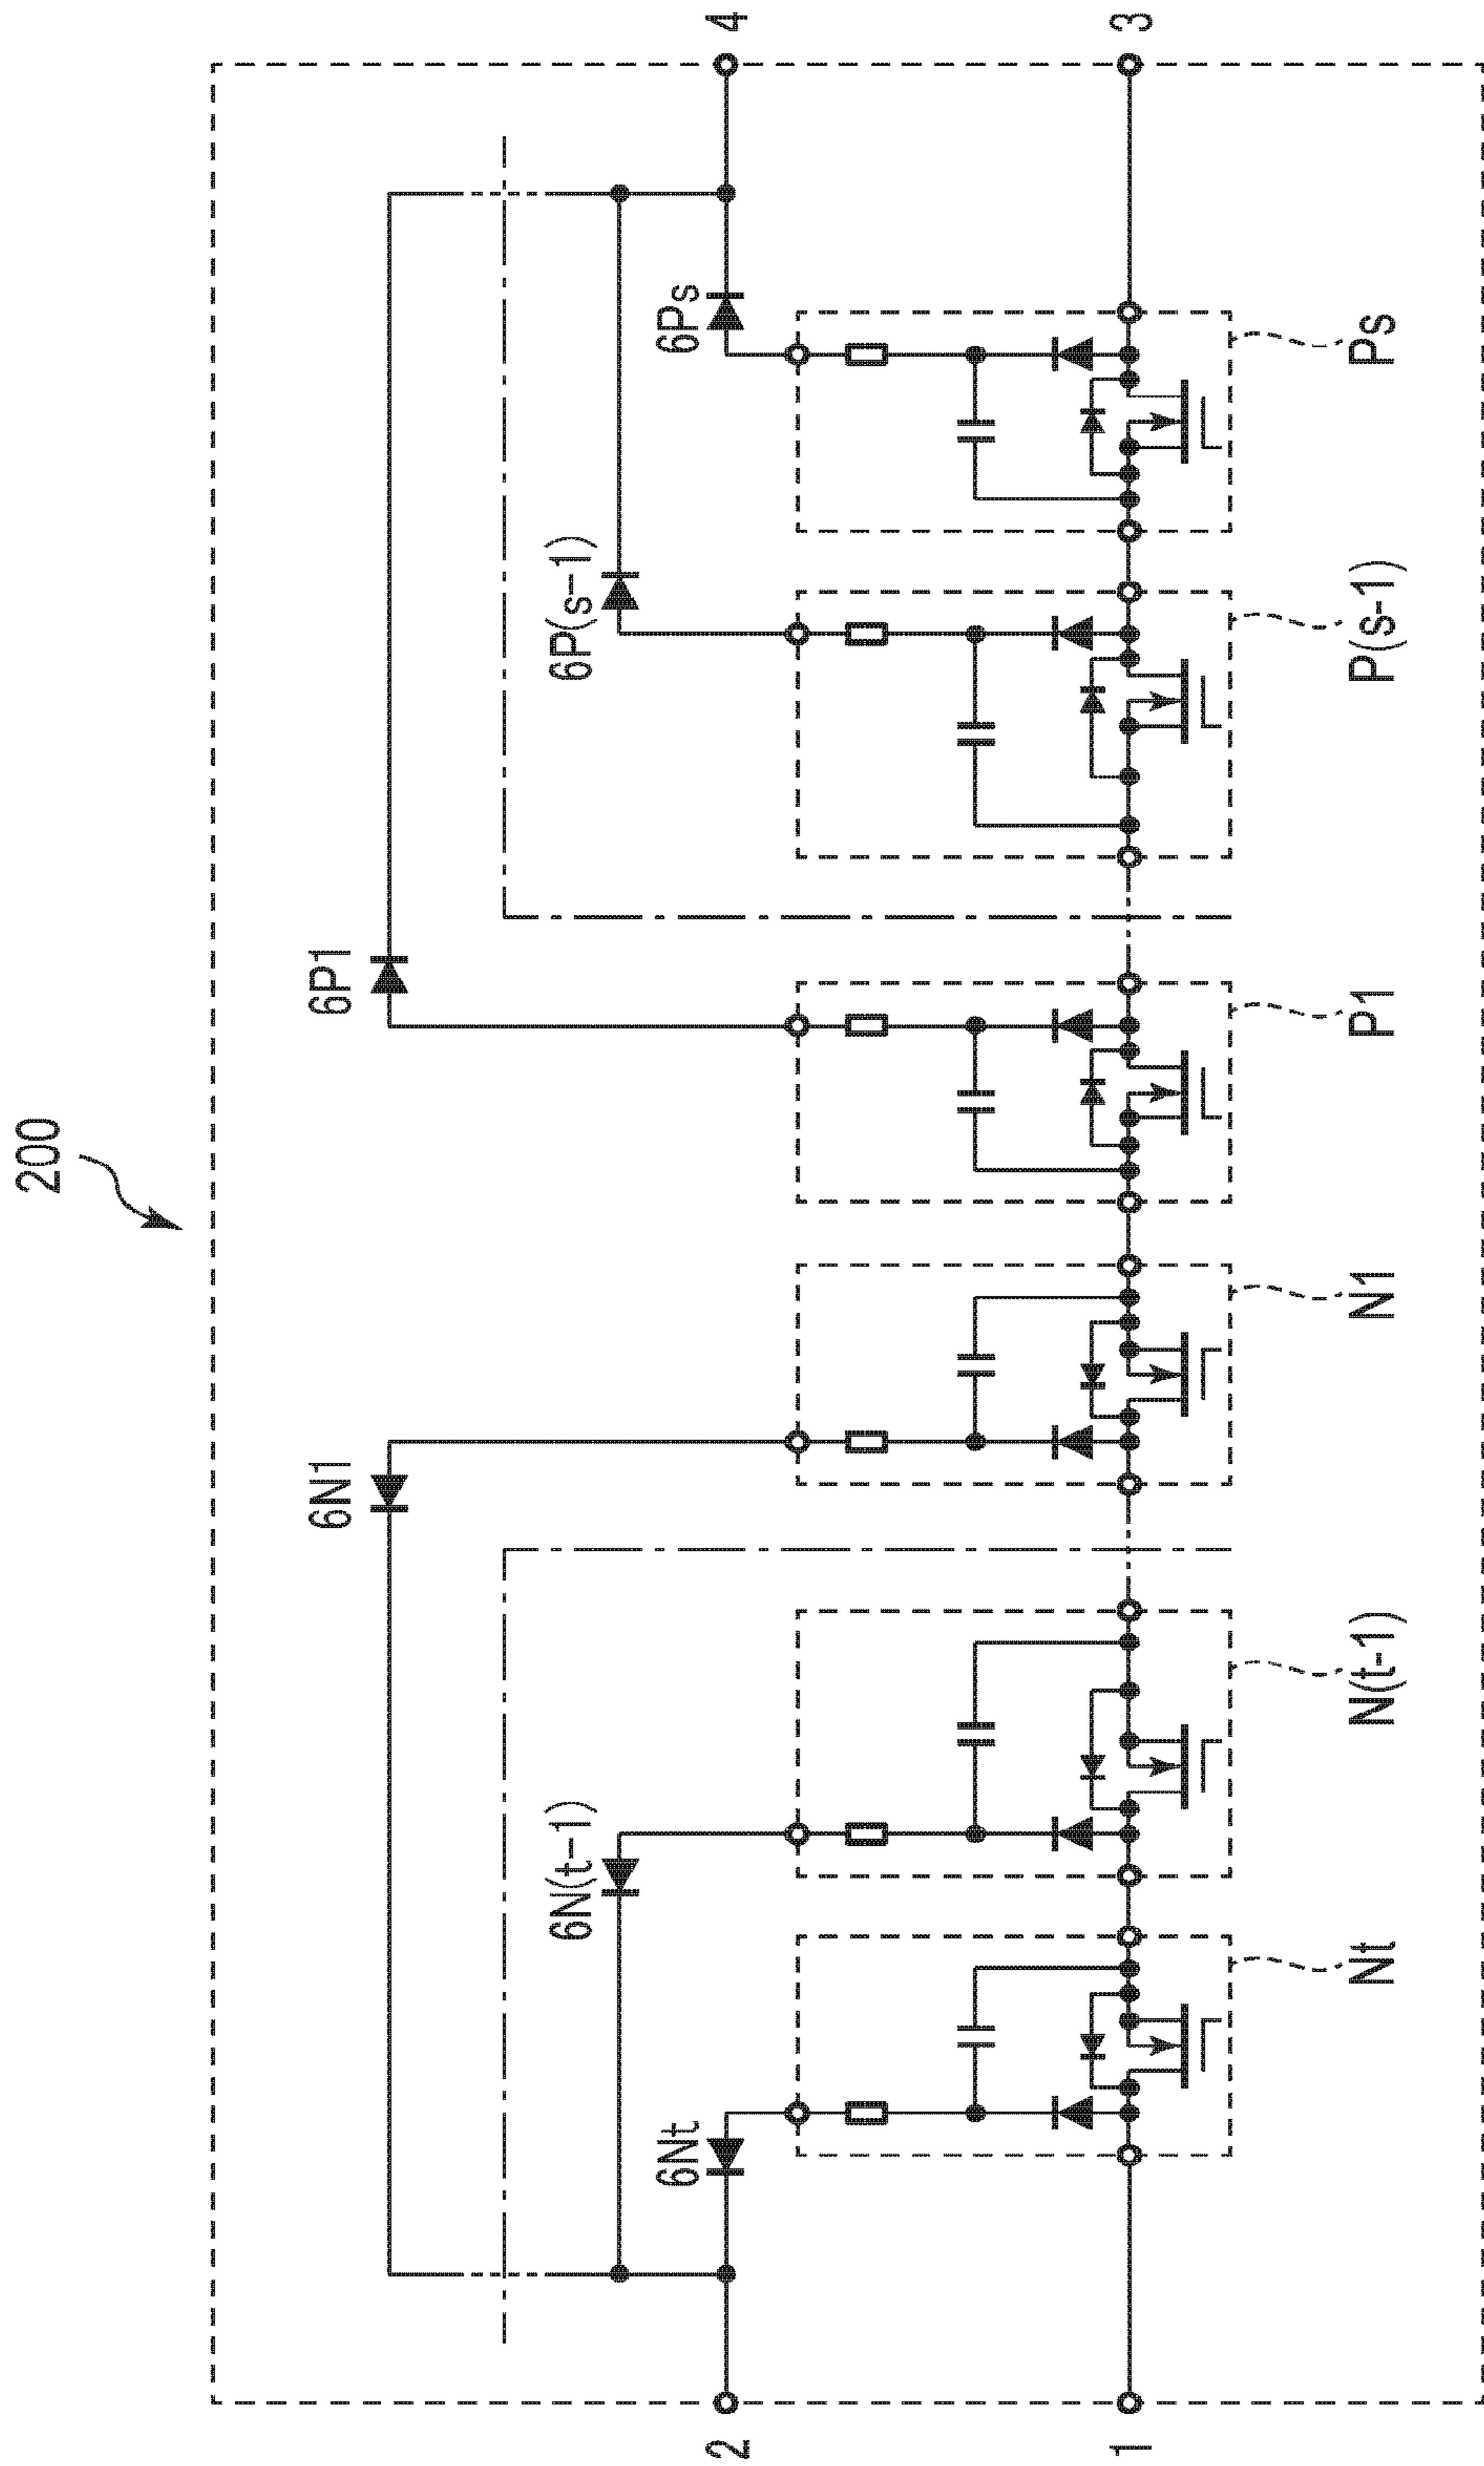 200
6N1
6P1
6N(t-1)
6P(s-1)
6Nt
6Ps
2
4
1
3
Nt
N(t-1)
N1
P1
P(s-1)
Ps